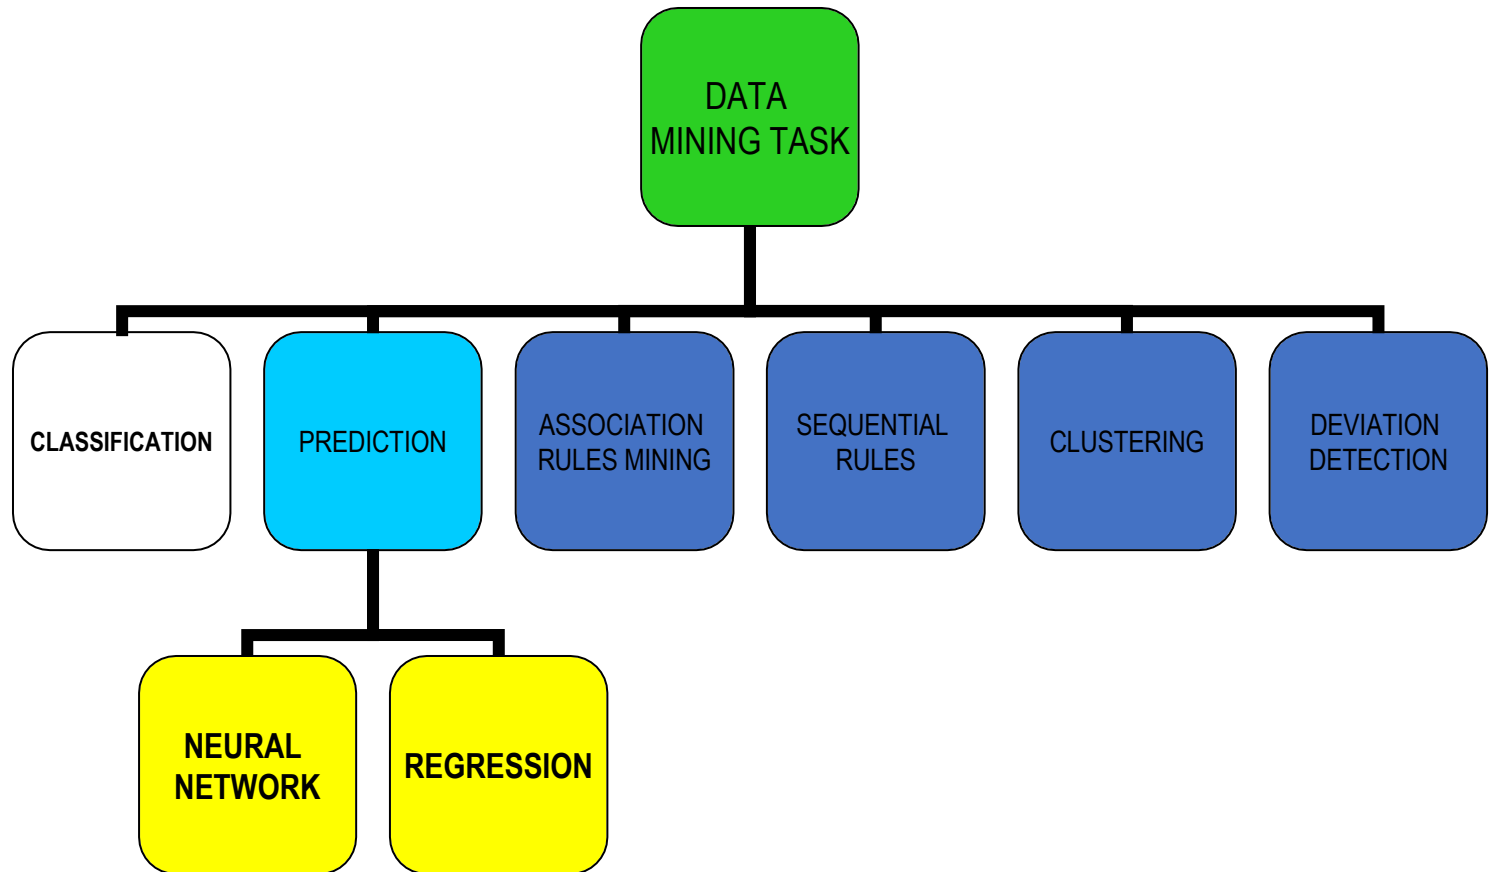 DATA
MINING TASK
CLASSIFICATION
PREDICTION
ASSOCIATION
RULES MINING
SEQUENTIAL
RULES
CLUSTERING
DEVIATION
DETECTION
NEURAL
NETWORK
REGRESSION